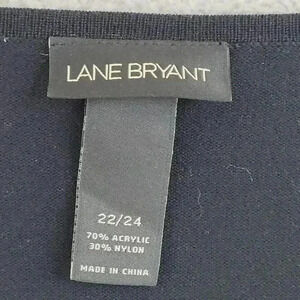 LANE BRYANT
22/24
70% ACRYLIC
30% NYLON
MADE IN CHINA